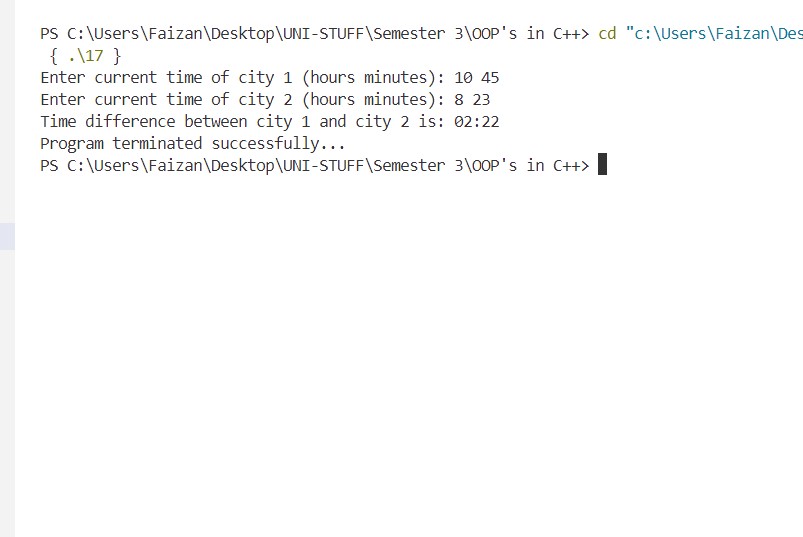 PS C:\Users\Faizan\Desktop\UNI-STUFF\Semester 3\OOP's in C++> cd "c:\Users\Faizan\Des
{ .\17 }
Enter current time of city 1 (hours minutes): 10 45
Enter current time of city 2 (hours minutes): 8 23
Time difference between city 1 and city 2 is: 02:22
Program terminated successfully...
PS C:\Users\Faizan\Desktop\UNI-STUFF\Semester 3\OOP's in C++>